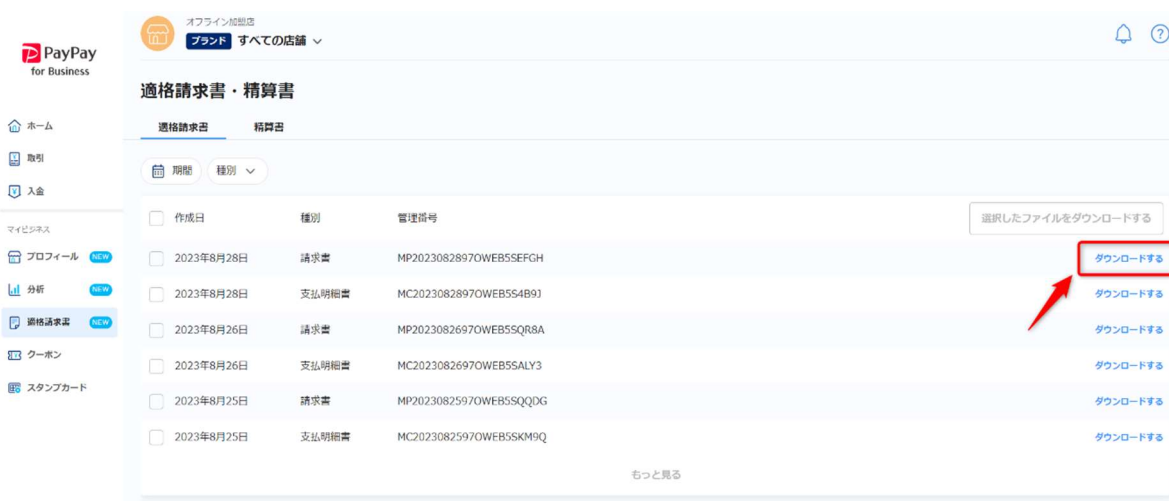 オフライン加盟店
ブランド すべての店舗
PayPay
for Business
適格請求書・精算書
適格請求書 精算書
ホーム
取引
入金
マイビジネス
プロフィール NEW
分析 NEW
適格請求書 NEW
クーポン
スタンプカード
期間 種別
作成日 種別 管理番号 選択したファイルをダウンロードする
2023年8月28日 請求書 MP20230828970WEB5SEFGH ダウンロードする
2023年8月28日 支払明細書 MC20230828970WEB5S4B9J ダウンロードする
2023年8月26日 請求書 MP20230826970WEB5SQR8A ダウンロードする
2023年8月26日 支払明細書 MC20230826970WEB5SALY3 ダウンロードする
2023年8月25日 請求書 MP20230825970WEB5SQQDG ダウンロードする
2023年8月25日 支払明細書 MC20230825970WEB5SKM9Q ダウンロードする
もっと見る